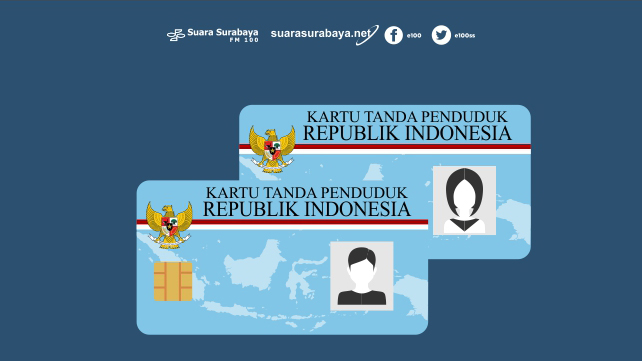 Suara Surabaya
FM 100
suarasurabaya.net
e100
e100ss
KARTU TANDA PENDUDUK
REPUBLIK INDONESIA
KARTU TANDA PENDUDUK
REPUBLIK INDONESIA